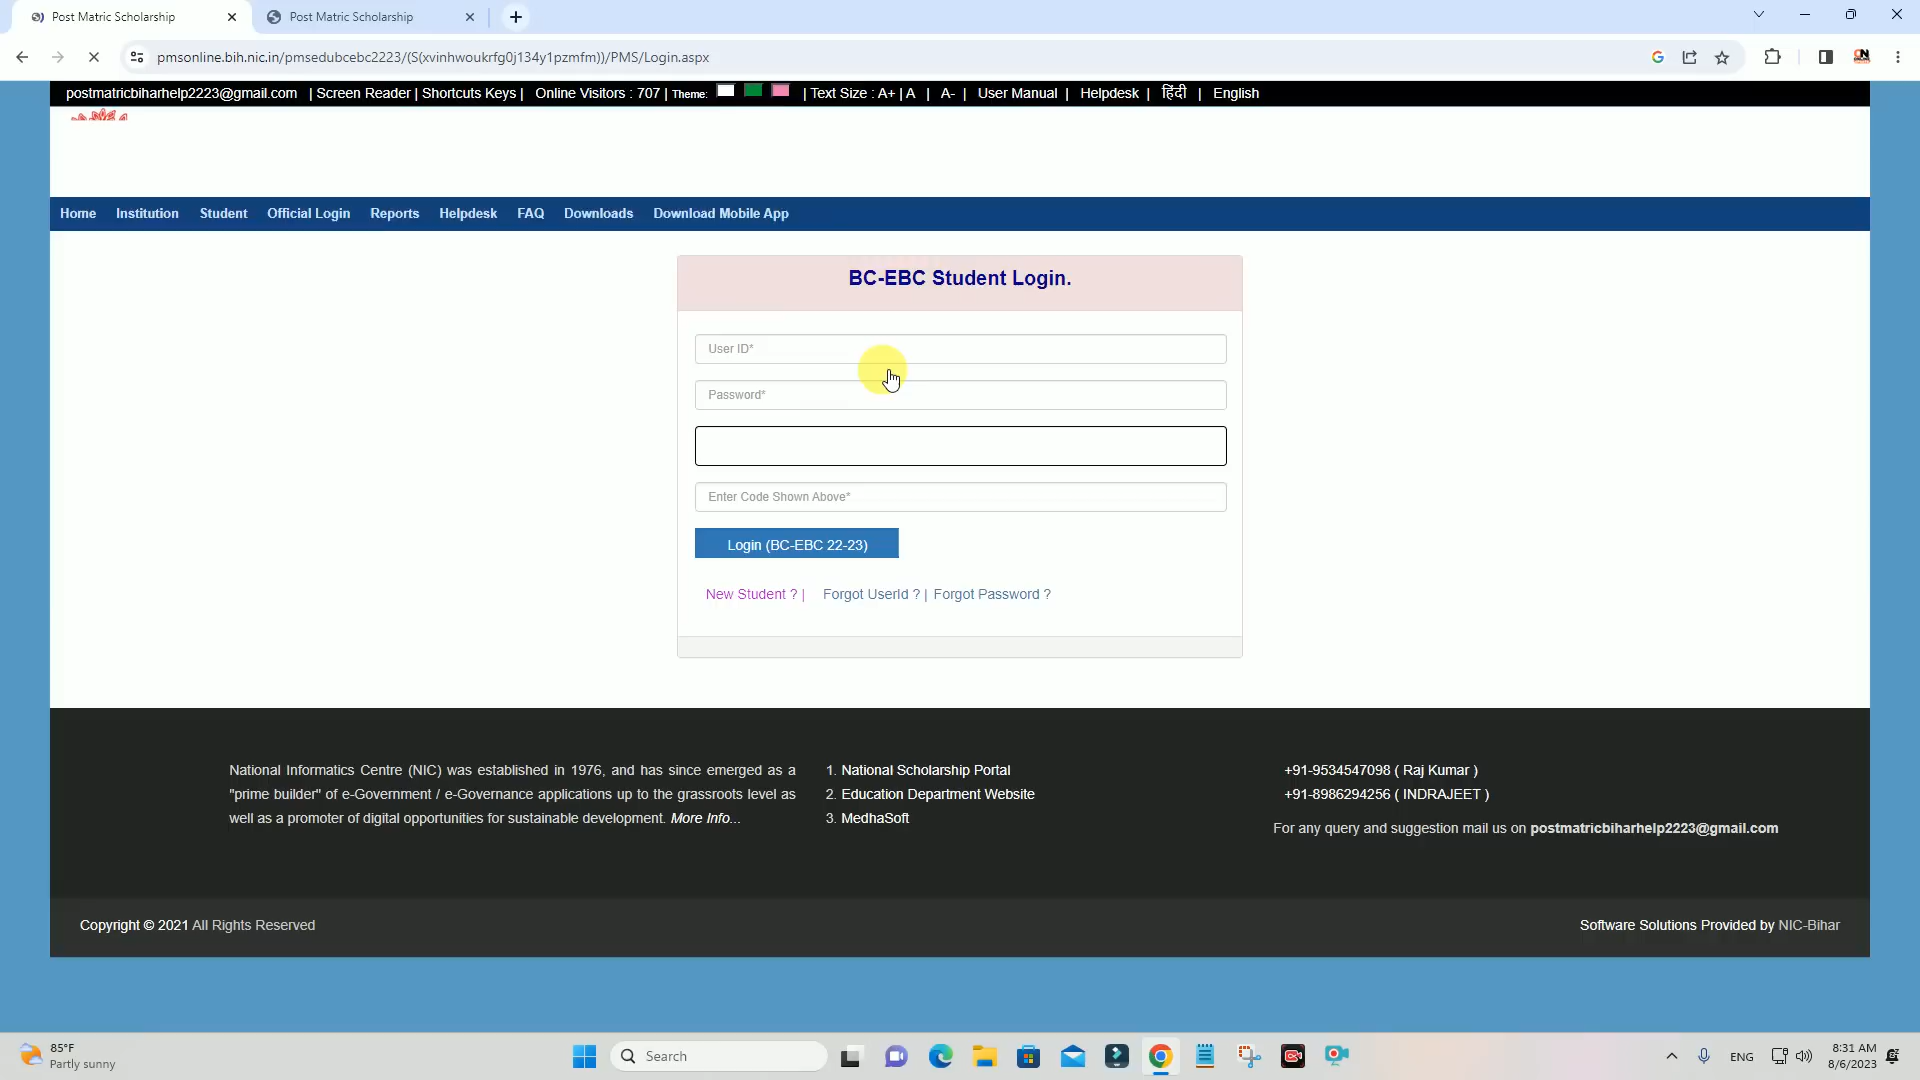 Post Matric Scholarship
Post Matric Scholarship
pmsonline.bih.nic.in/pmsedubcebc2223/(S(xvinhwoukrfg0j134y1pzmfm))/PMS/Login.aspx
postmatricbiharhelp2223@gmail.com | Screen Reader | Shortcuts Keys | Online Visitors : 707 | Theme: | Text Size : A+ | A | A- | User Manual | Helpdesk | हिंदी | English
Home Institution Student Official Login Reports Helpdesk FAQ Downloads Download Mobile App
BC-EBC Student Login.
User ID*
Password*
Enter Code Shown Above*
Login (BC-EBC 22-23)
New Student ? | Forgot UserId ? | Forgot Password ?
National Informatics Centre (NIC) was established in 1976, and has since emerged as a
"prime builder" of e-Government / e-Governance applications up to the grassroots level as
well as a promoter of digital opportunities for sustainable development. More Info...
1. National Scholarship Portal
2. Education Department Website
3. MedhaSoft
+91-9534547098 ( Raj Kumar )
+91-8986294256 ( INDRAJEET )
For any query and suggestion mail us on postmatricbiharhelp2223@gmail.com
Copyright © 2021 All Rights Reserved
Software Solutions Provided by NIC-Bihar
85°F
Partly sunny
Search
ENG
8:31 AM
8/6/2023